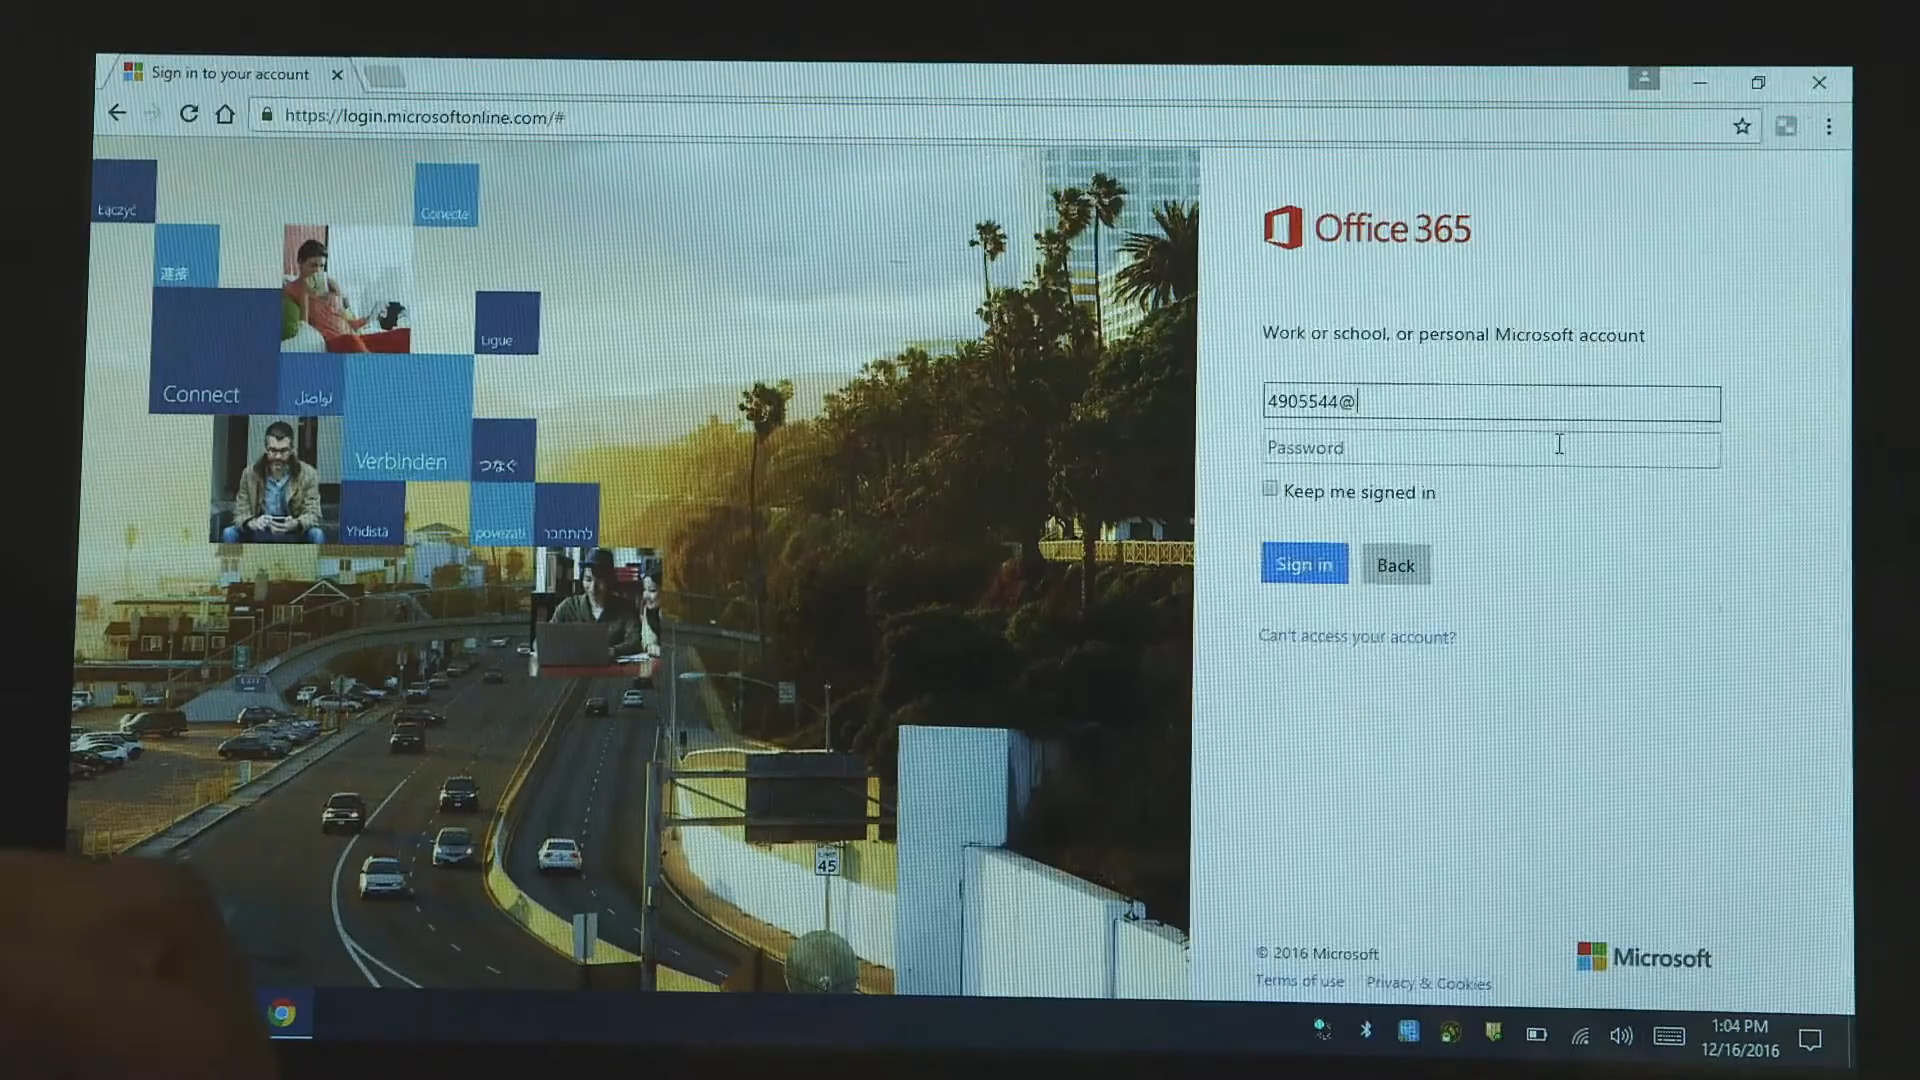 Sign in to your account
https://login.microsoftonline.com/#
Łączyć
Conecte
連接
Ligue
Connect
تواصل
Verbinden
つなぐ
Yhdistä
povezati
להתחבר
45
Office 365
Work or school, or personal Microsoft account
4905544@
Password
Keep me signed in
Sign in
Back
Can't access your account?
© 2016 Microsoft
Microsoft
Terms of use
Privacy & Cookies
1:04 PM
12/16/2016